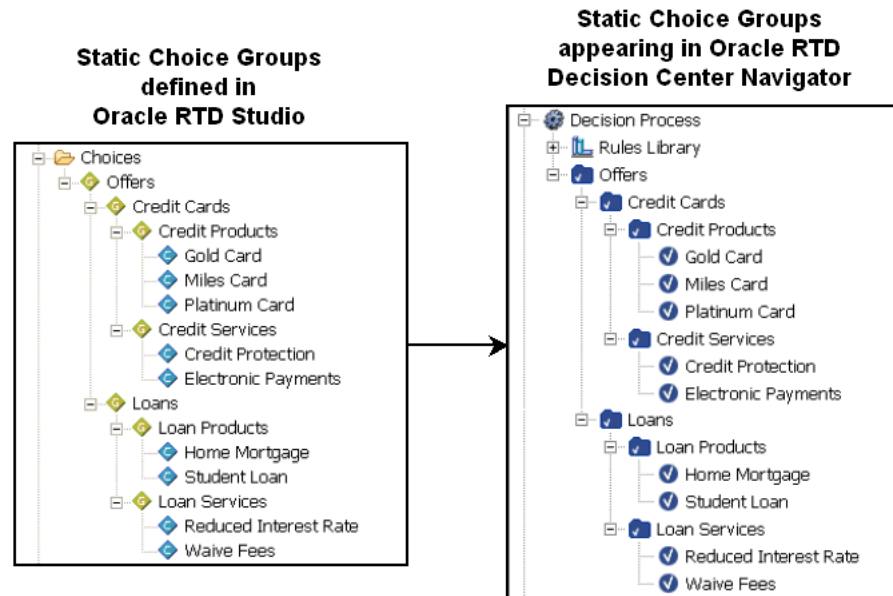 Static Choice Groups
defined in
Oracle RTD Studio
Choices
Offers
Credit Cards
Credit Products
Gold Card
Miles Card
Platinum Card
Credit Services
Credit Protection
Electronic Payments
Loans
Loan Products
Home Mortgage
Student Loan
Loan Services
Reduced Interest Rate
Waive Fees
Static Choice Groups
appearing in Oracle RTD
Decision Center Navigator
Decision Process
Rules Library
Offers
Credit Cards
Credit Products
Gold Card
Miles Card
Platinum Card
Credit Services
Credit Protection
Electronic Payments
Loans
Loan Products
Home Mortgage
Student Loan
Loan Services
Reduced Interest Rate
Waive Fees